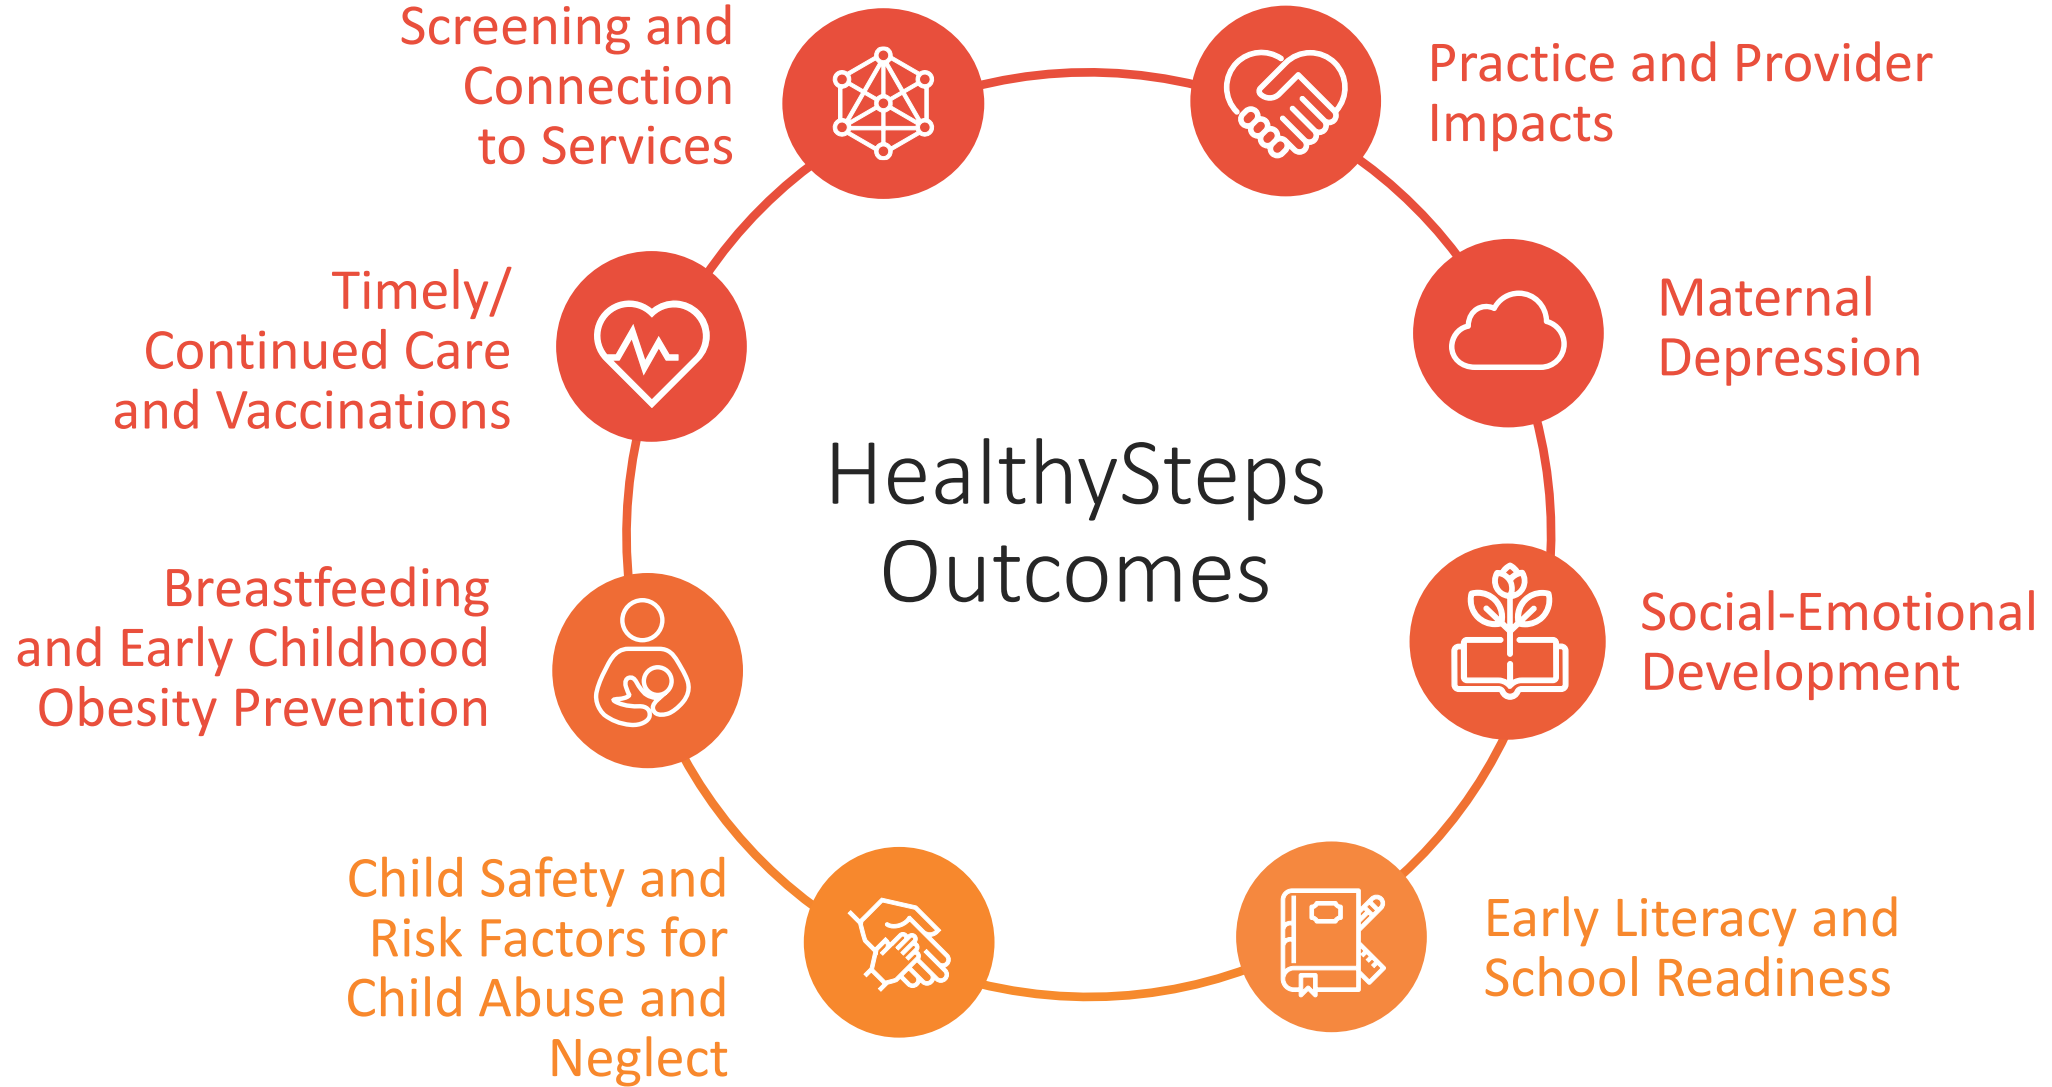 Screening and
Connection
to Services
Practice and Provider
Impacts
Timely/
Continued Care
and Vaccinations
Maternal
Depression
HealthySteps
Outcomes
Breastfeeding
and Early Childhood
Obesity Prevention
Social-Emotional
Development
Child Safety and
Risk Factors for
Child Abuse and
Neglect
Early Literacy and
School Readiness